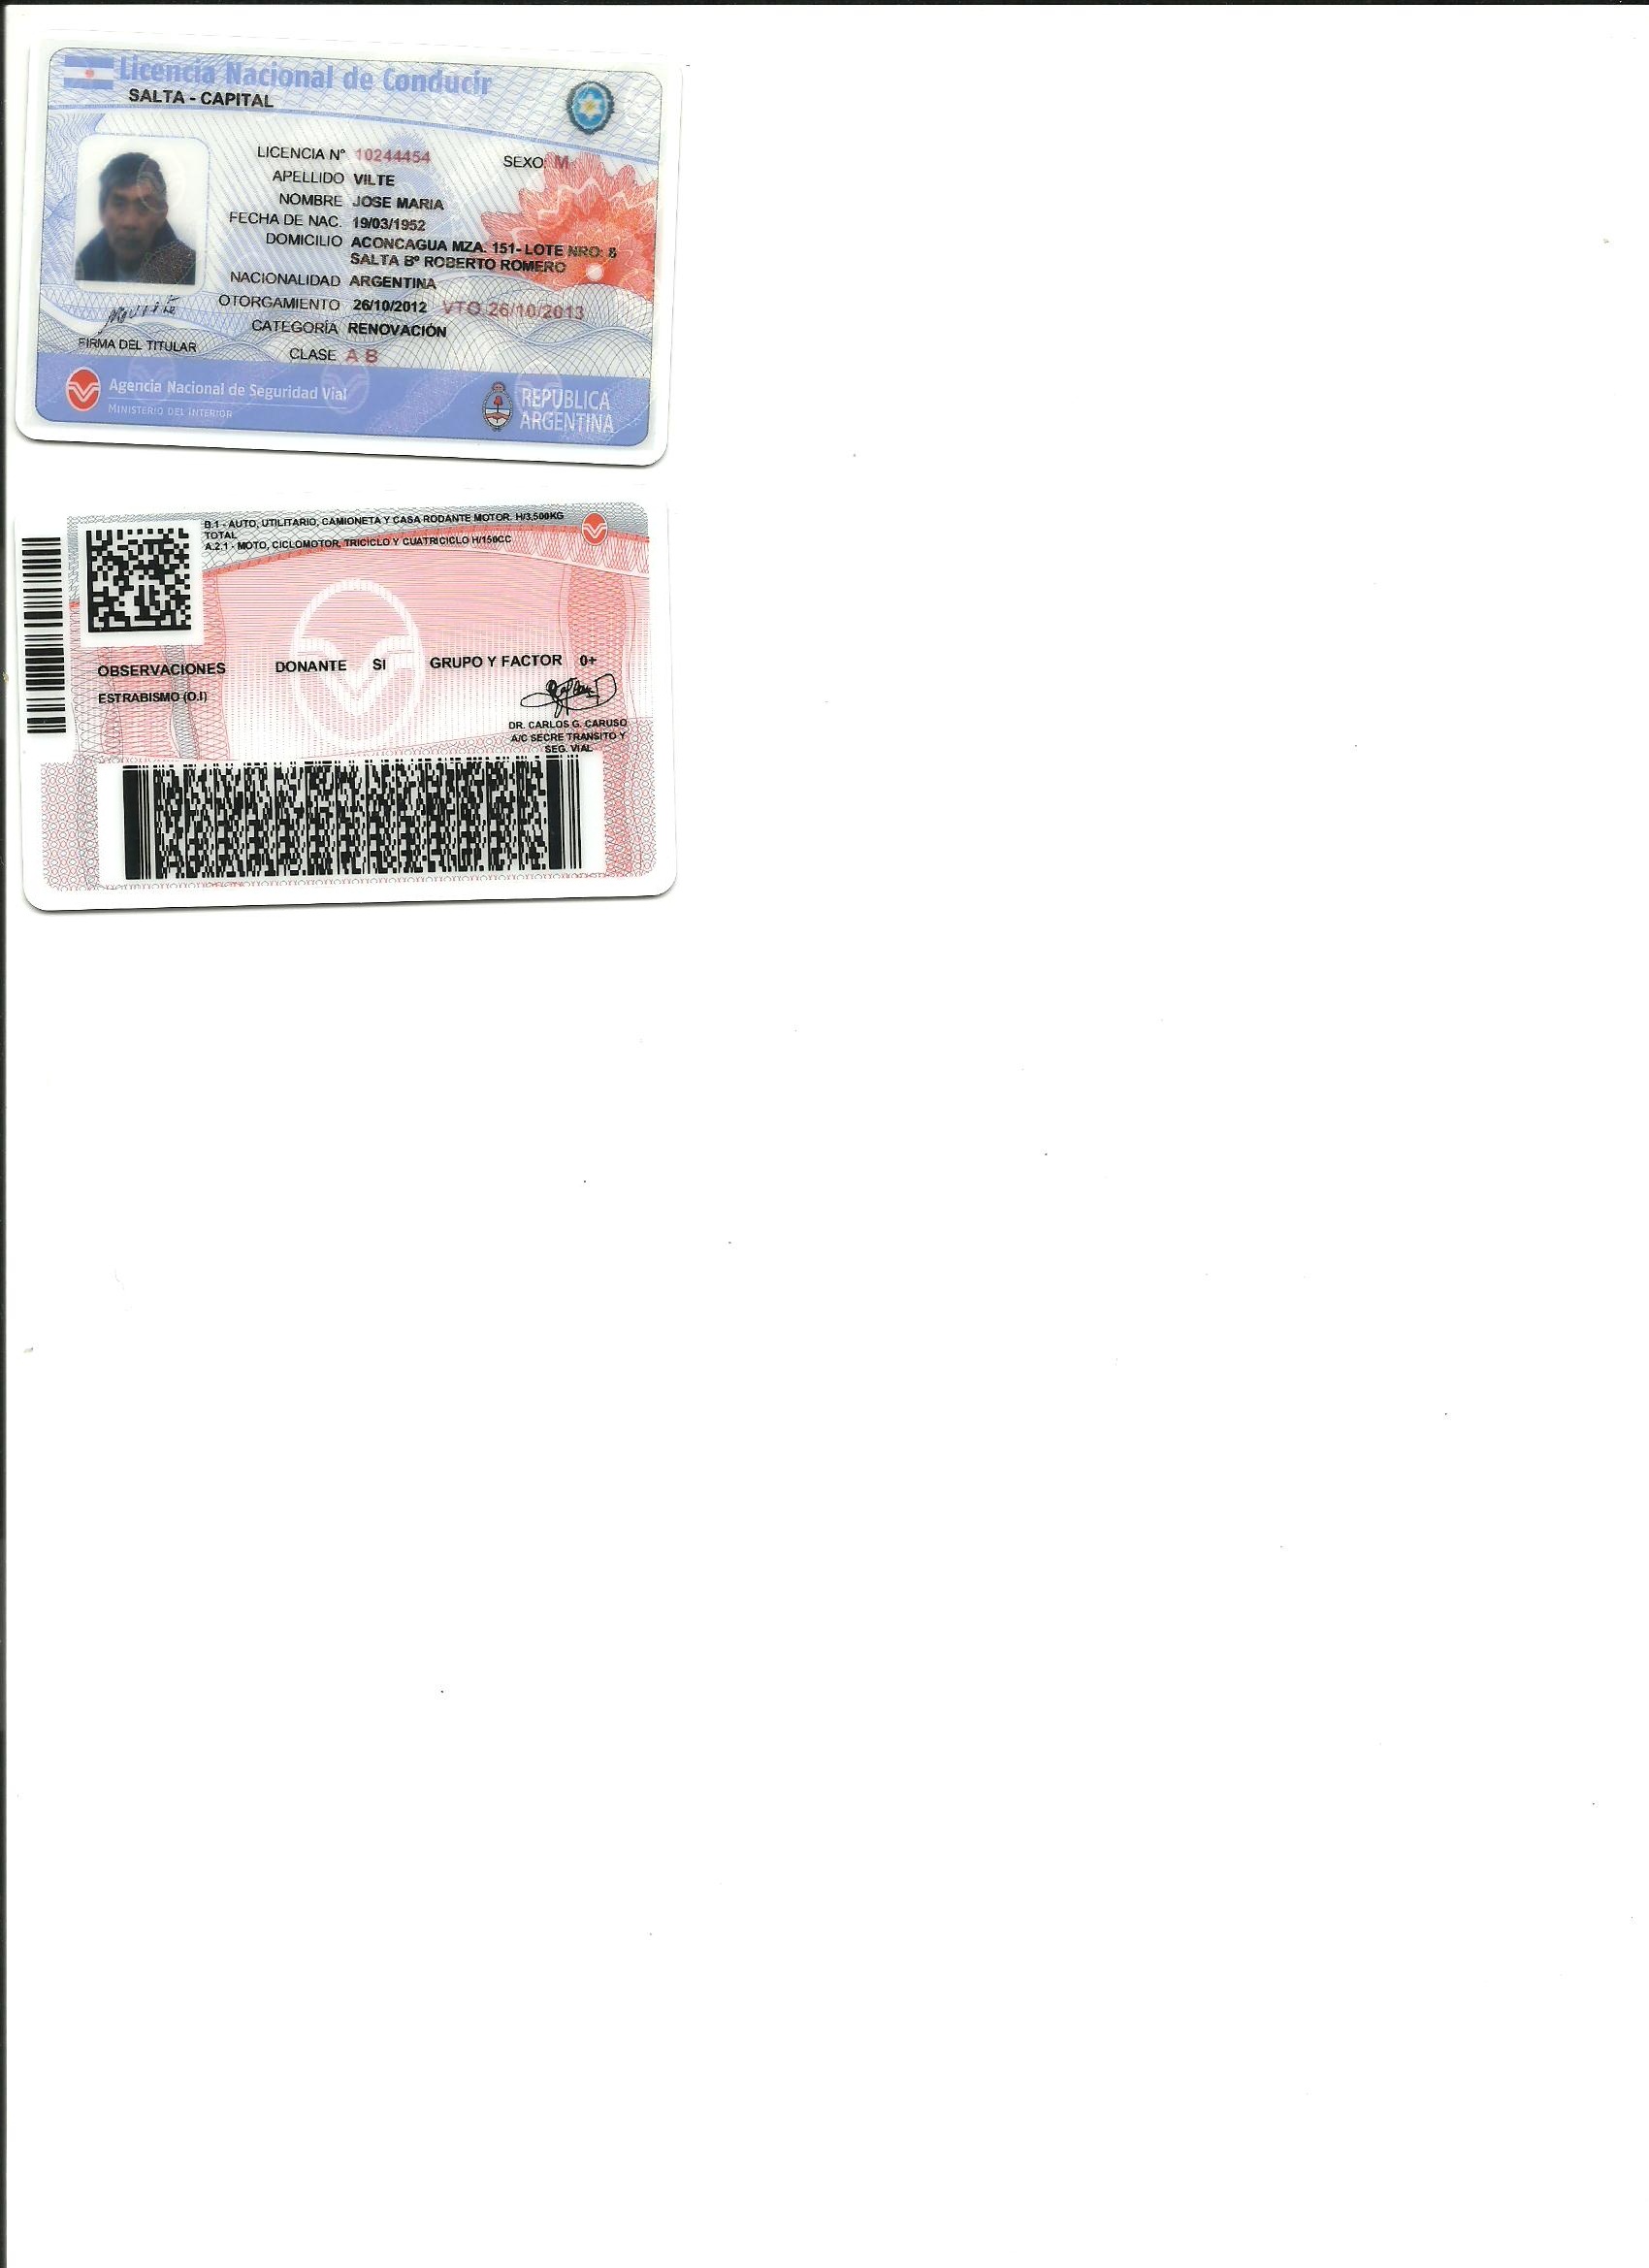 Licencia Nacional de Conducir
SALTA - CAPITAL
LICENCIA Nº 10244454 SEXO: M
APELLIDO VILTE
NOMBRE JOSE MARIA
FECHA DE NAC. 19/03/1952
DOMICILIO ACONCAGUA MZA. 151- LOTE NRO: 8
SALTA Bº ROBERTO ROMERO
NACIONALIDAD ARGENTINA
OTORGAMIENTO 26/10/2012 VTO 26/10/2013
CATEGORÍA RENOVACIÓN
FIRMA DEL TITULAR
CLASE A B
Agencia Nacional de Seguridad Vial
MINISTERIO DEL INTERIOR
REPÚBLICA
ARGENTINA
B.1 - AUTO, UTILITARIO, CAMIONETA Y CASA RODANTE MOTOR. H/3.500KG
TOTAL
A.2.1 - MOTO, CICLOMOTOR, TRICICLO Y CUATRICICLO H/150CC
OBSERVACIONES DONANTE SI GRUPO Y FACTOR 0+
ESTRABISMO (O.I)
DR. CARLOS G. CARUSO
A/C SECRE TRANSITO Y
SEG. VIAL